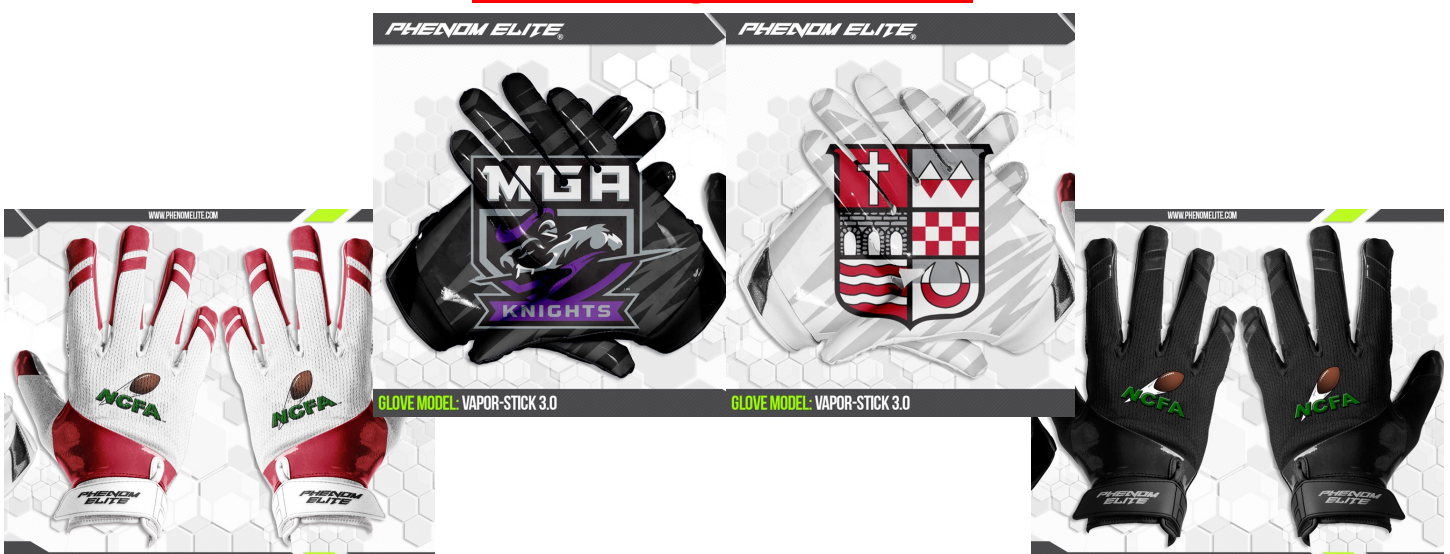 PHENOM ELITE®
PHENOM ELITE®
MGA
KNIGHTS
GLOVE MODEL: VAPOR-STICK 3.0
GLOVE MODEL: VAPOR-STICK 3.0
WWW.PHENOMELITE.COM
NCFA
NCFA
PHENOM
ELITE
PHENOM
ELITE
WWW.PHENOMELITE.COM
NCFA
NCFA
PHENOM
ELITE
PHENOM
ELITE